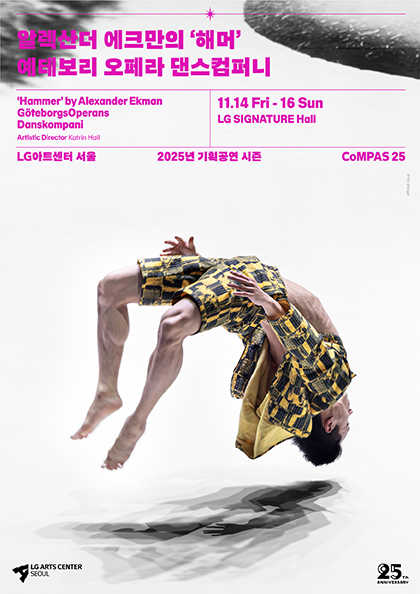 알렉산더 에크만의 ‘해머’
예테보리 오페라 댄스컴퍼니
‘Hammer’ by Alexander Ekman
GöteborgsOperans
Danskompani
Artistic Director Katrín Hall
11.14 Fri - 16 Sun
LG SIGNATURE Hall
LG아트센터 서울 2025년 기획공연 시즌 CoMPAS 25
LG ARTS CENTER
SEOUL
25TH
ANNIVERSARY